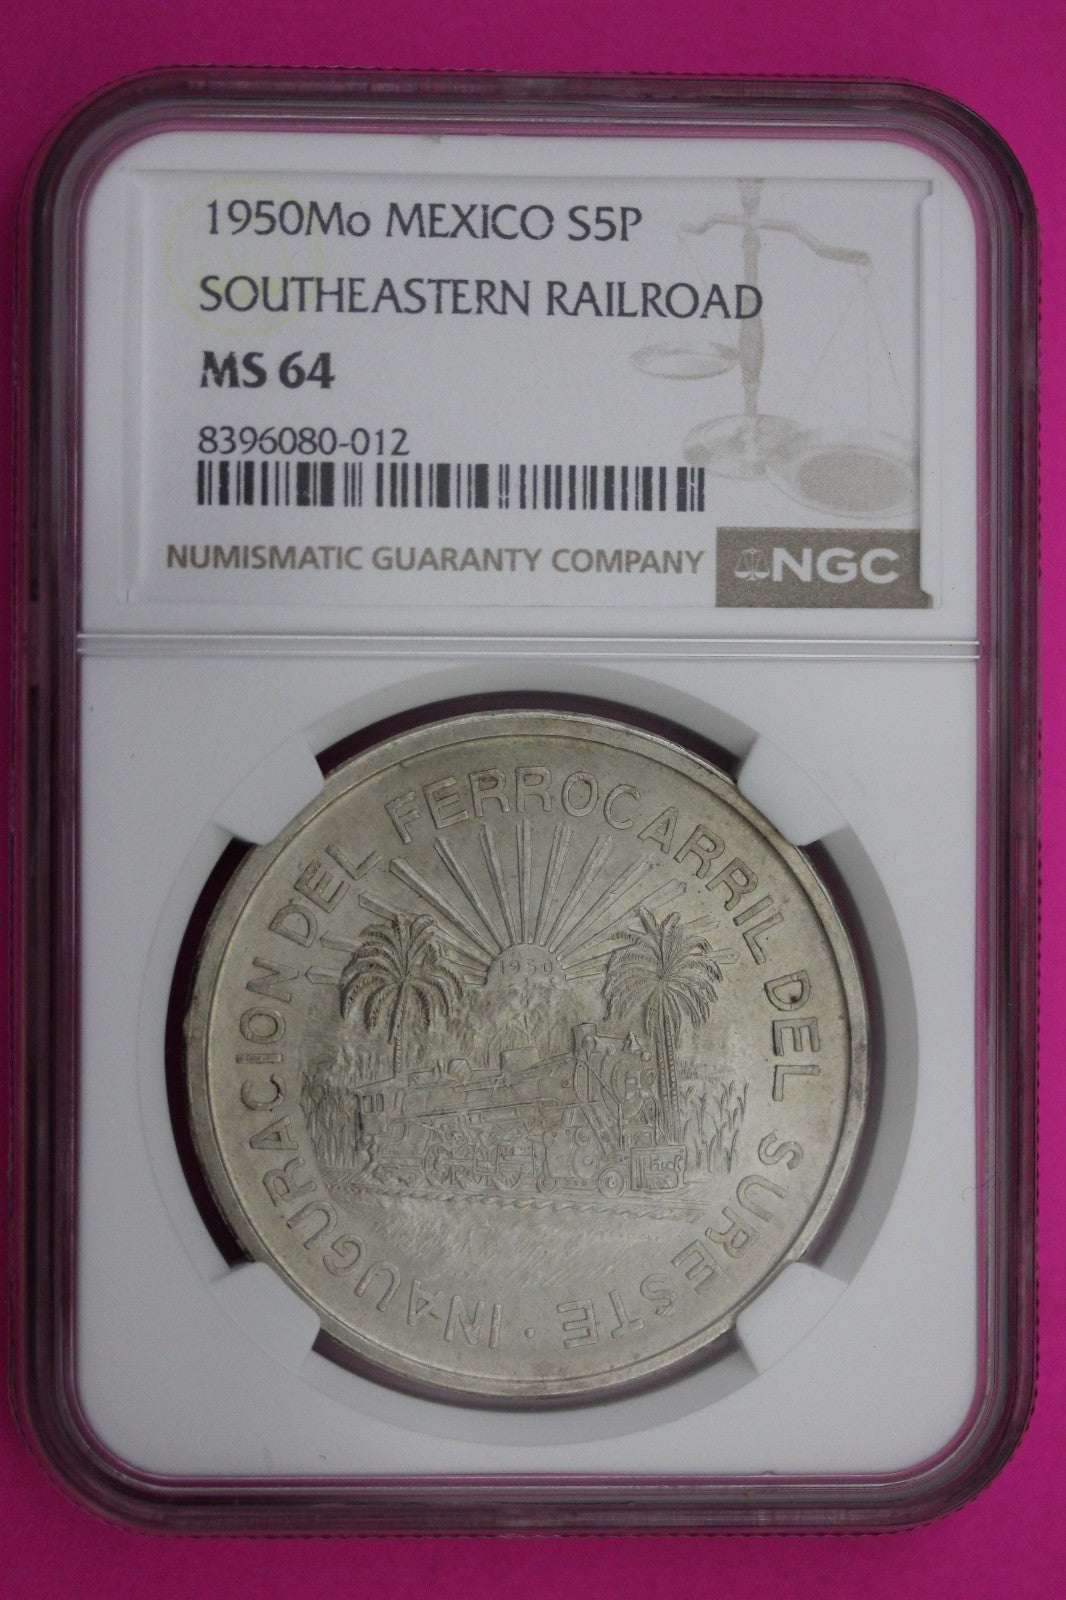 1950Mo MEXICO S5P
SOUTHEASTERN RAILROAD
MS 64
8396080-012
NUMISMATIC GUARANTY COMPANY NGC
INAUGURACION DEL FERROCARRIL DEL SURESTE ·
1950